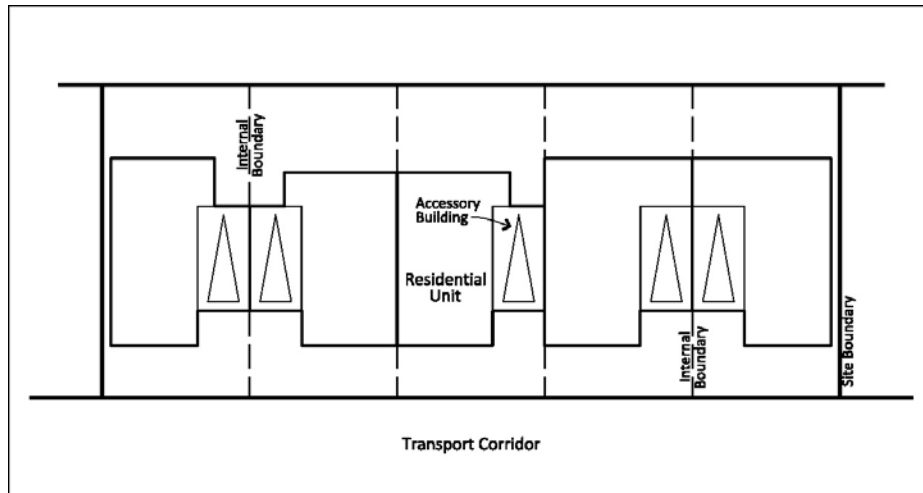 Internal
Boundary
Accessory
Building
Residential
Unit
Internal
Boundary
Site Boundary
Transport Corridor